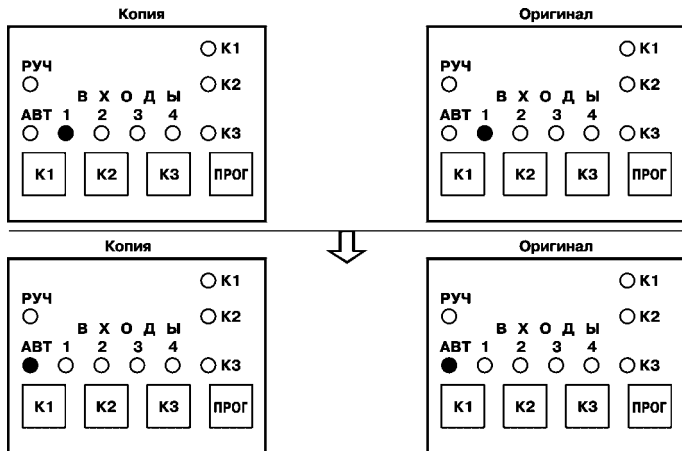 Копия Оригинал
К1 К1
РУЧ К2 РУЧ К2
В Х О Д Ы В Х О Д Ы
АВТ 1 2 3 4 К3 АВТ 1 2 3 4 К3
К1 К2 К3 ПРОГ К1 К2 К3 ПРОГ
Копия Оригинал
К1 К1
РУЧ К2 РУЧ К2
В Х О Д Ы В Х О Д Ы
АВТ 1 2 3 4 К3 АВТ 1 2 3 4 К3
К1 К2 К3 ПРОГ К1 К2 К3 ПРОГ